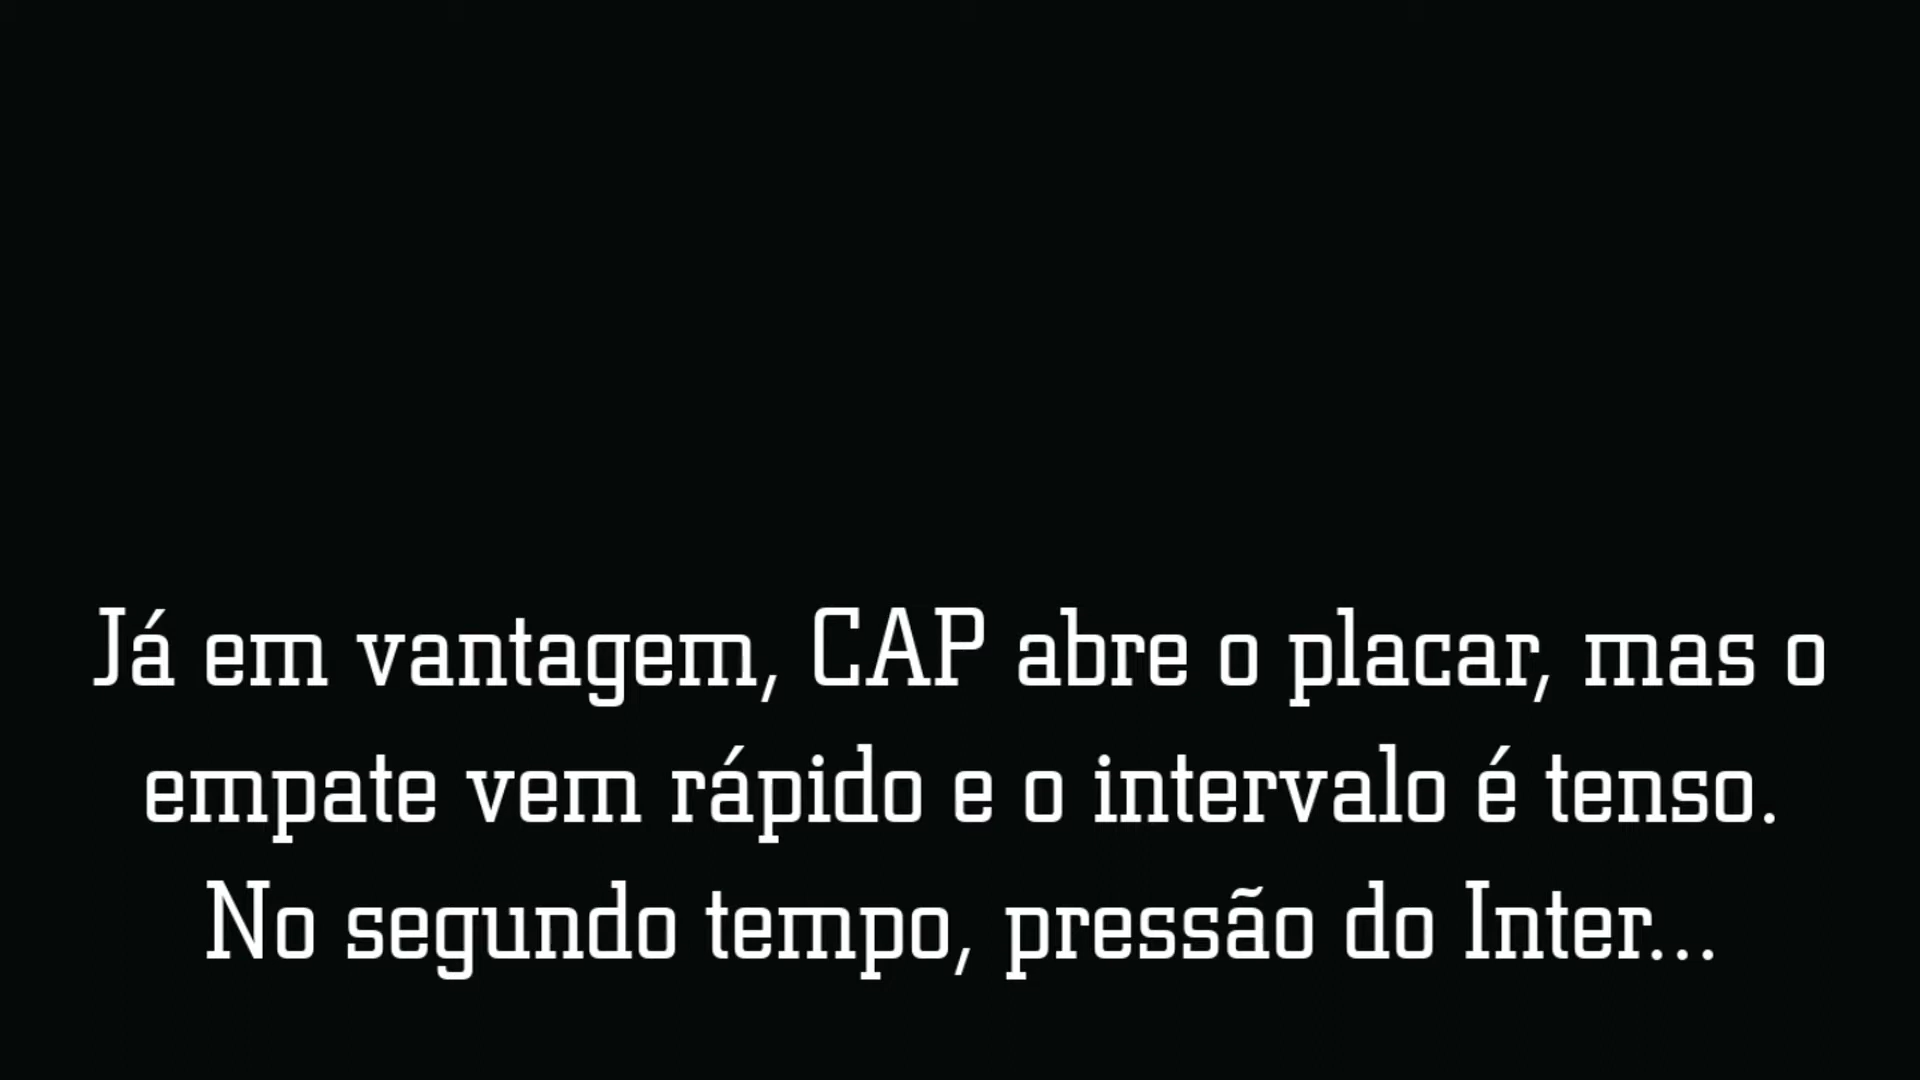 Já em vantagem, CAP abre o placar, mas o
empate vem rápido e o intervalo é tenso.
No segundo tempo, pressão do Inter...